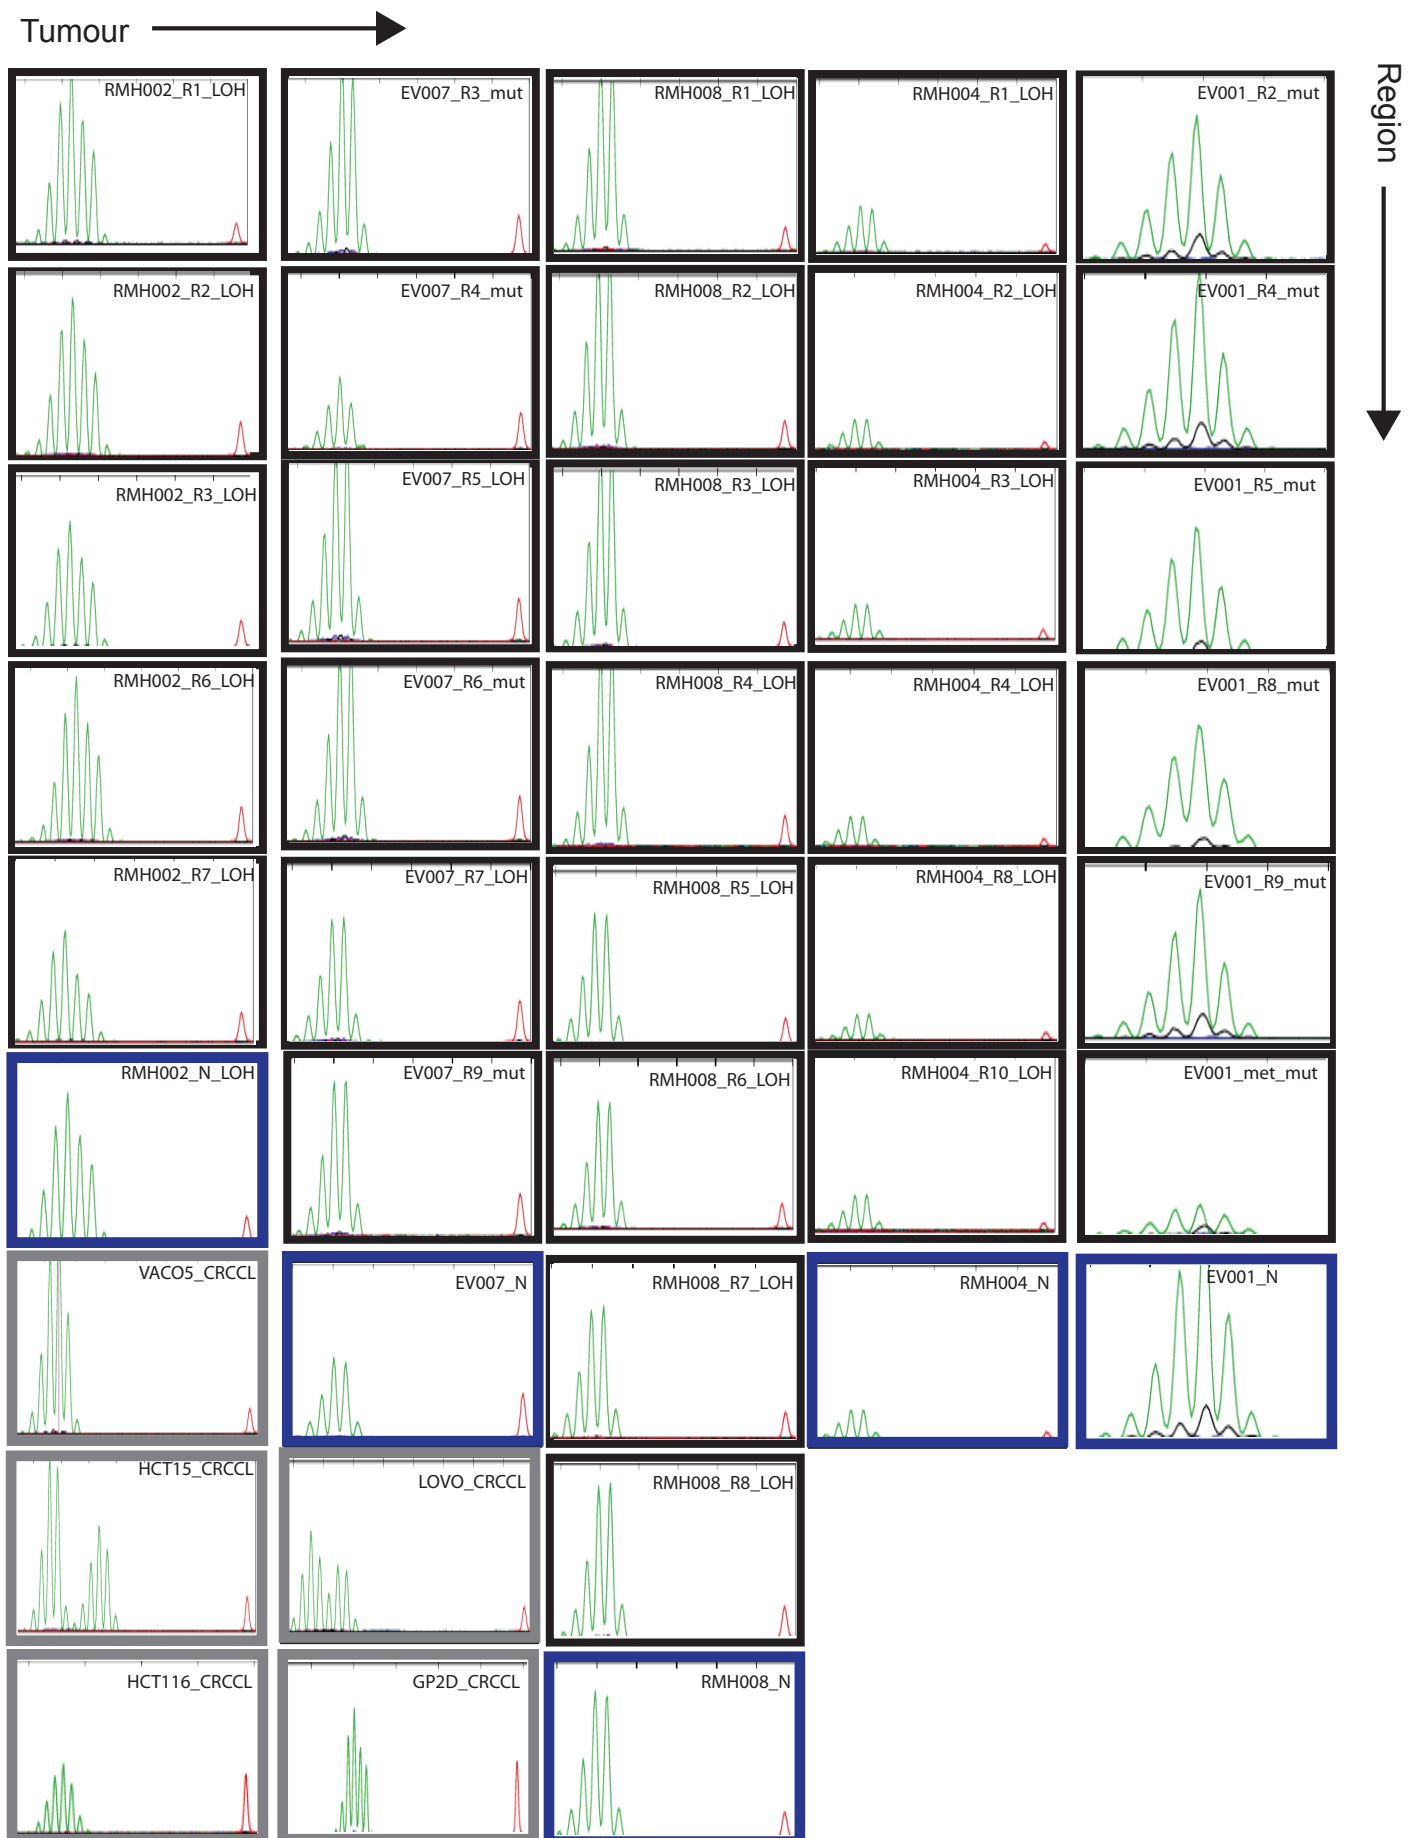 Tumour
Region
RMH002_R1_LOH
EV007_R3_mut
RMH008_R1_LOH
RMH004_R1_LOH
EV001_R2_mut
RMH002_R2_LOH
EV007_R4_mut
RMH008_R2_LOH
RMH004_R2_LOH
EV001_R4_mut
RMH002_R3_LOH
EV007_R5_LOH
RMH008_R3_LOH
RMH004_R3_LOH
EV001_R5_mut
RMH002_R6_LOH
EV007_R6_mut
RMH008_R4_LOH
RMH004_R4_LOH
EV001_R8_mut
RMH002_R7_LOH
EV007_R7_LOH
RMH008_R5_LOH
RMH004_R8_LOH
EV001_R9_mut
RMH002_N_LOH
EV007_R9_mut
RMH008_R6_LOH
RMH004_R10_LOH
EV001_met_mut
VACO5_CRCCL
EV007_N
RMH008_R7_LOH
RMH004_N
EV001_N
HCT15_CRCCL
LOVO_CRCCL
RMH008_R8_LOH
HCT116_CRCCL
GP2D_CRCCL
RMH008_N